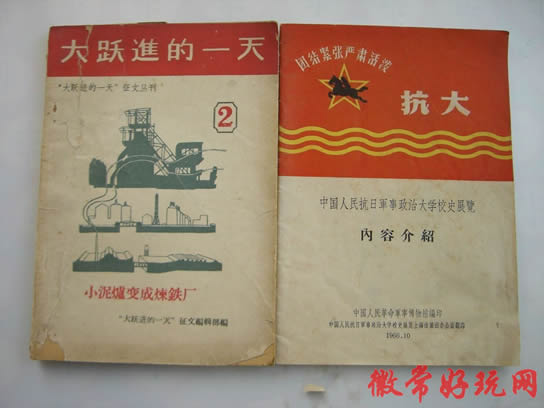 大跃進的一天
“大跃進的一天”征文丛刊
2
小泥爐变成煉鉄厂
“大跃進的一天”征文編輯部編
团结紧张严肃活泼
抗大
中国人民抗日軍事政治大学校史展覽
內容介紹
中国人民革命軍事博物館編印
1966.10
徽常好玩网